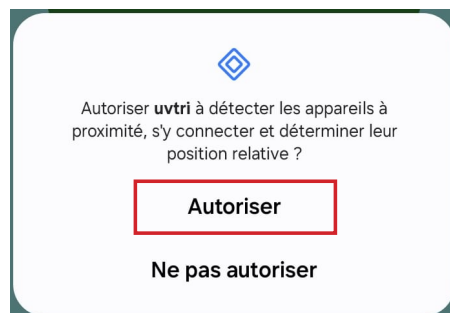 Autoriser uvtri à détecter les appareils à
proximité, s'y connecter et déterminer leur
position relative ?
Autoriser
Ne pas autoriser